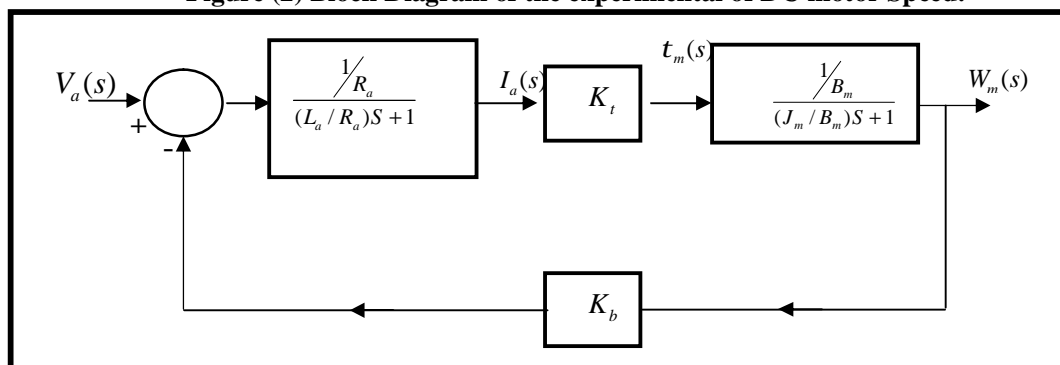 Figure (2) Block Diagram of the experimental of DC motor Speed.
V_a(s)
+
-
1/R_a
(L_a / R_a)S + 1
I_a(s)
K_t
t_m(s)
1/B_m
(J_m / B_m)S + 1
W_m(s)
K_b